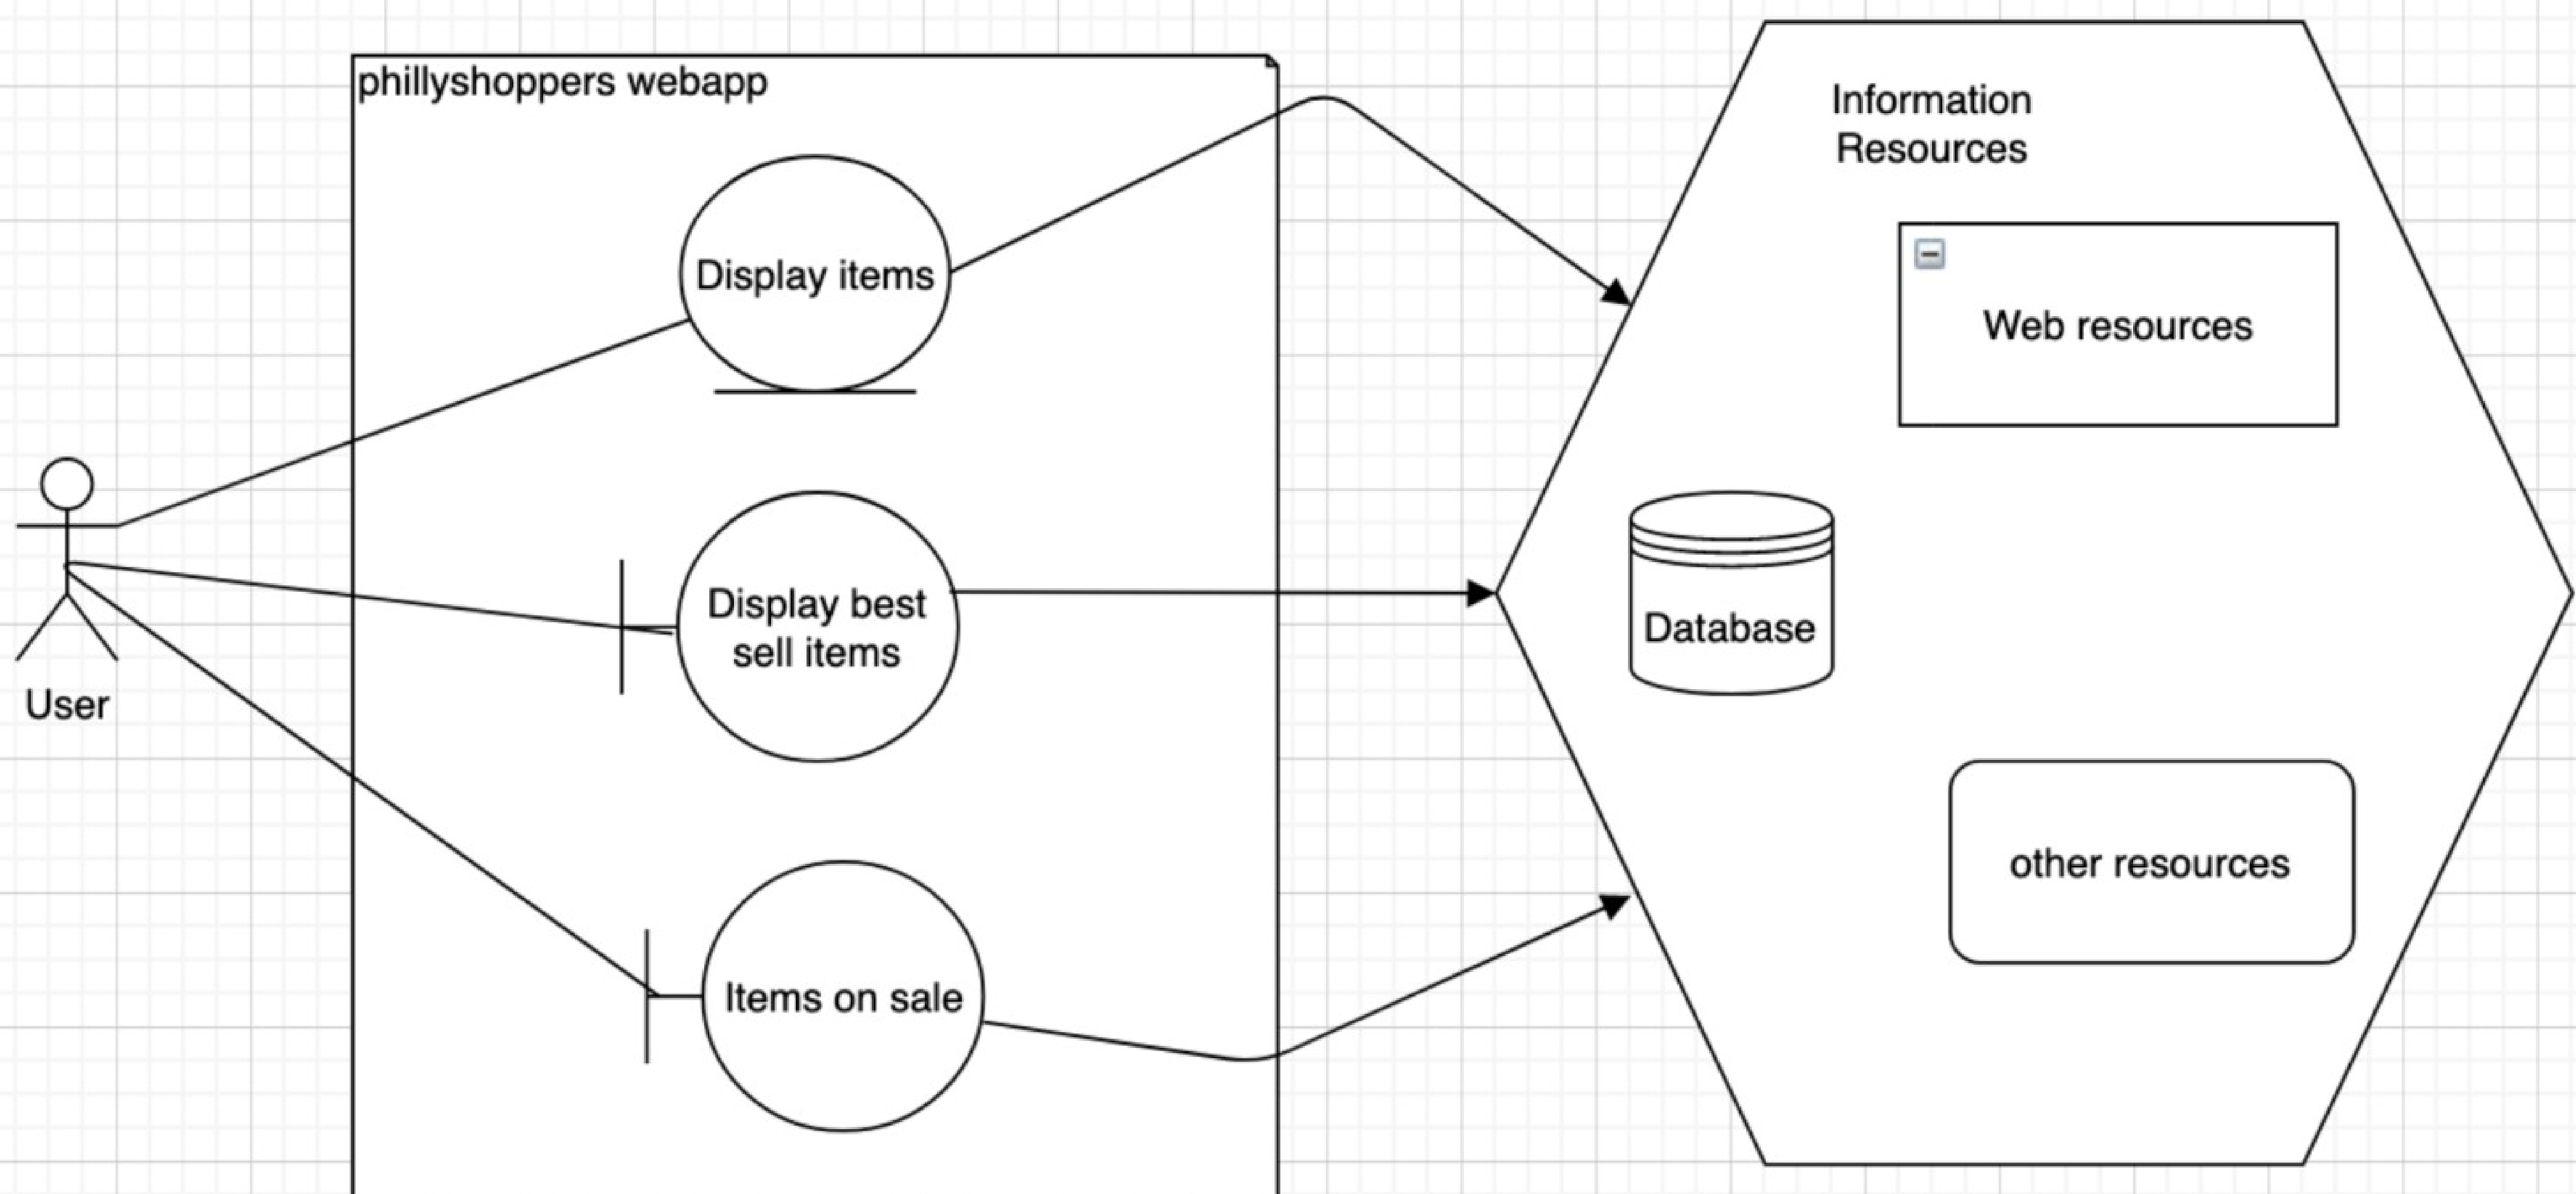 phillyshoppers webapp
Information
Resources
Display items
Web resources
User
Display best
sell items
Database
Items on sale
other resources